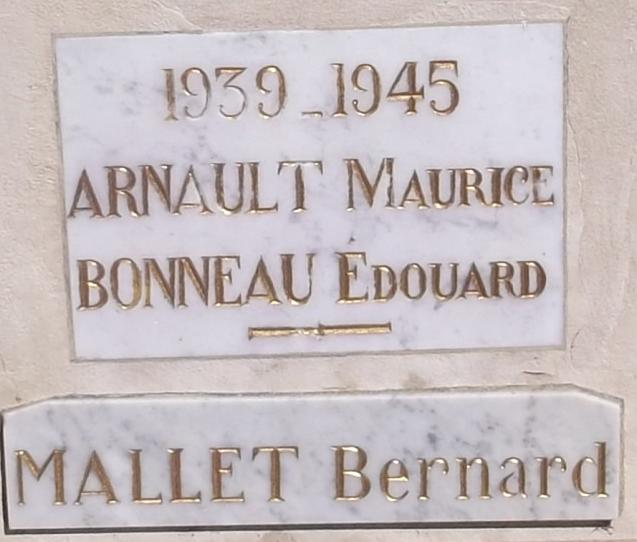 1939_1945
ARNAULT MAURICE
BONNEAU EDOUARD
MALLET Bernard